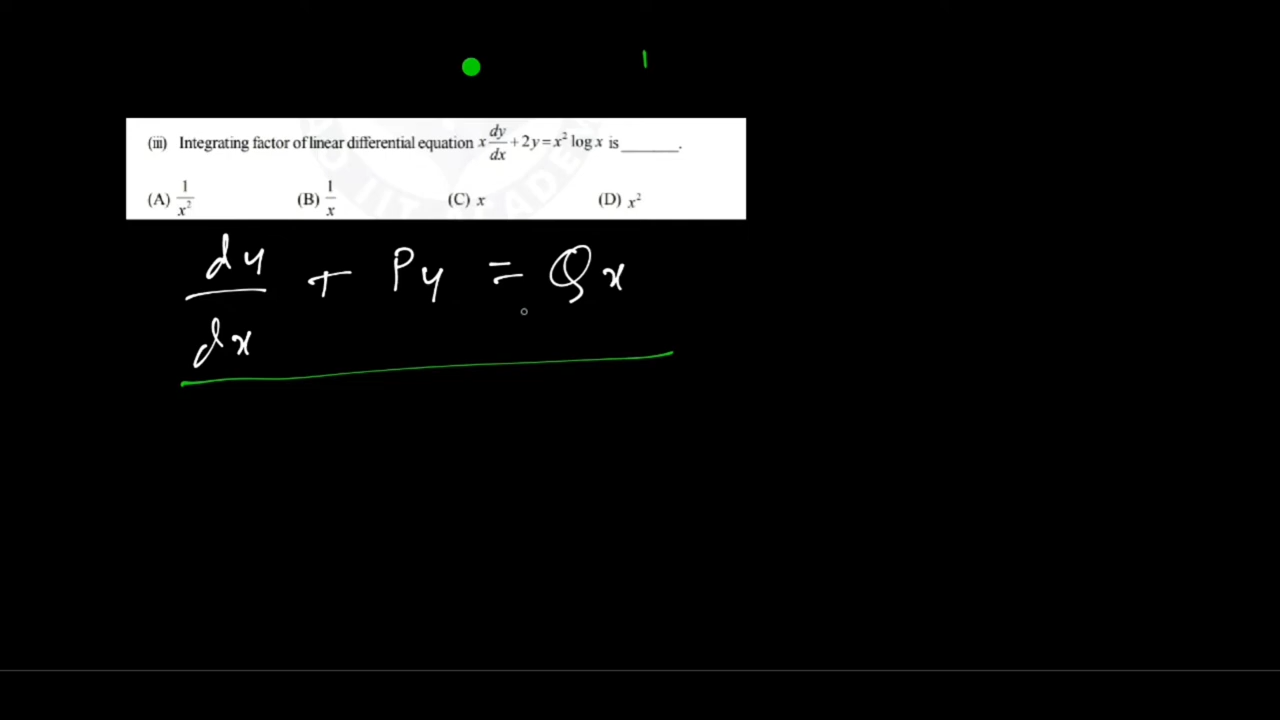 (iii) Integrating factor of linear differential equation x dy/dx + 2y = x² log x is ______.
(A) 1/x² (B) 1/x (C) x (D) x²
dy/dx + Py = Qx